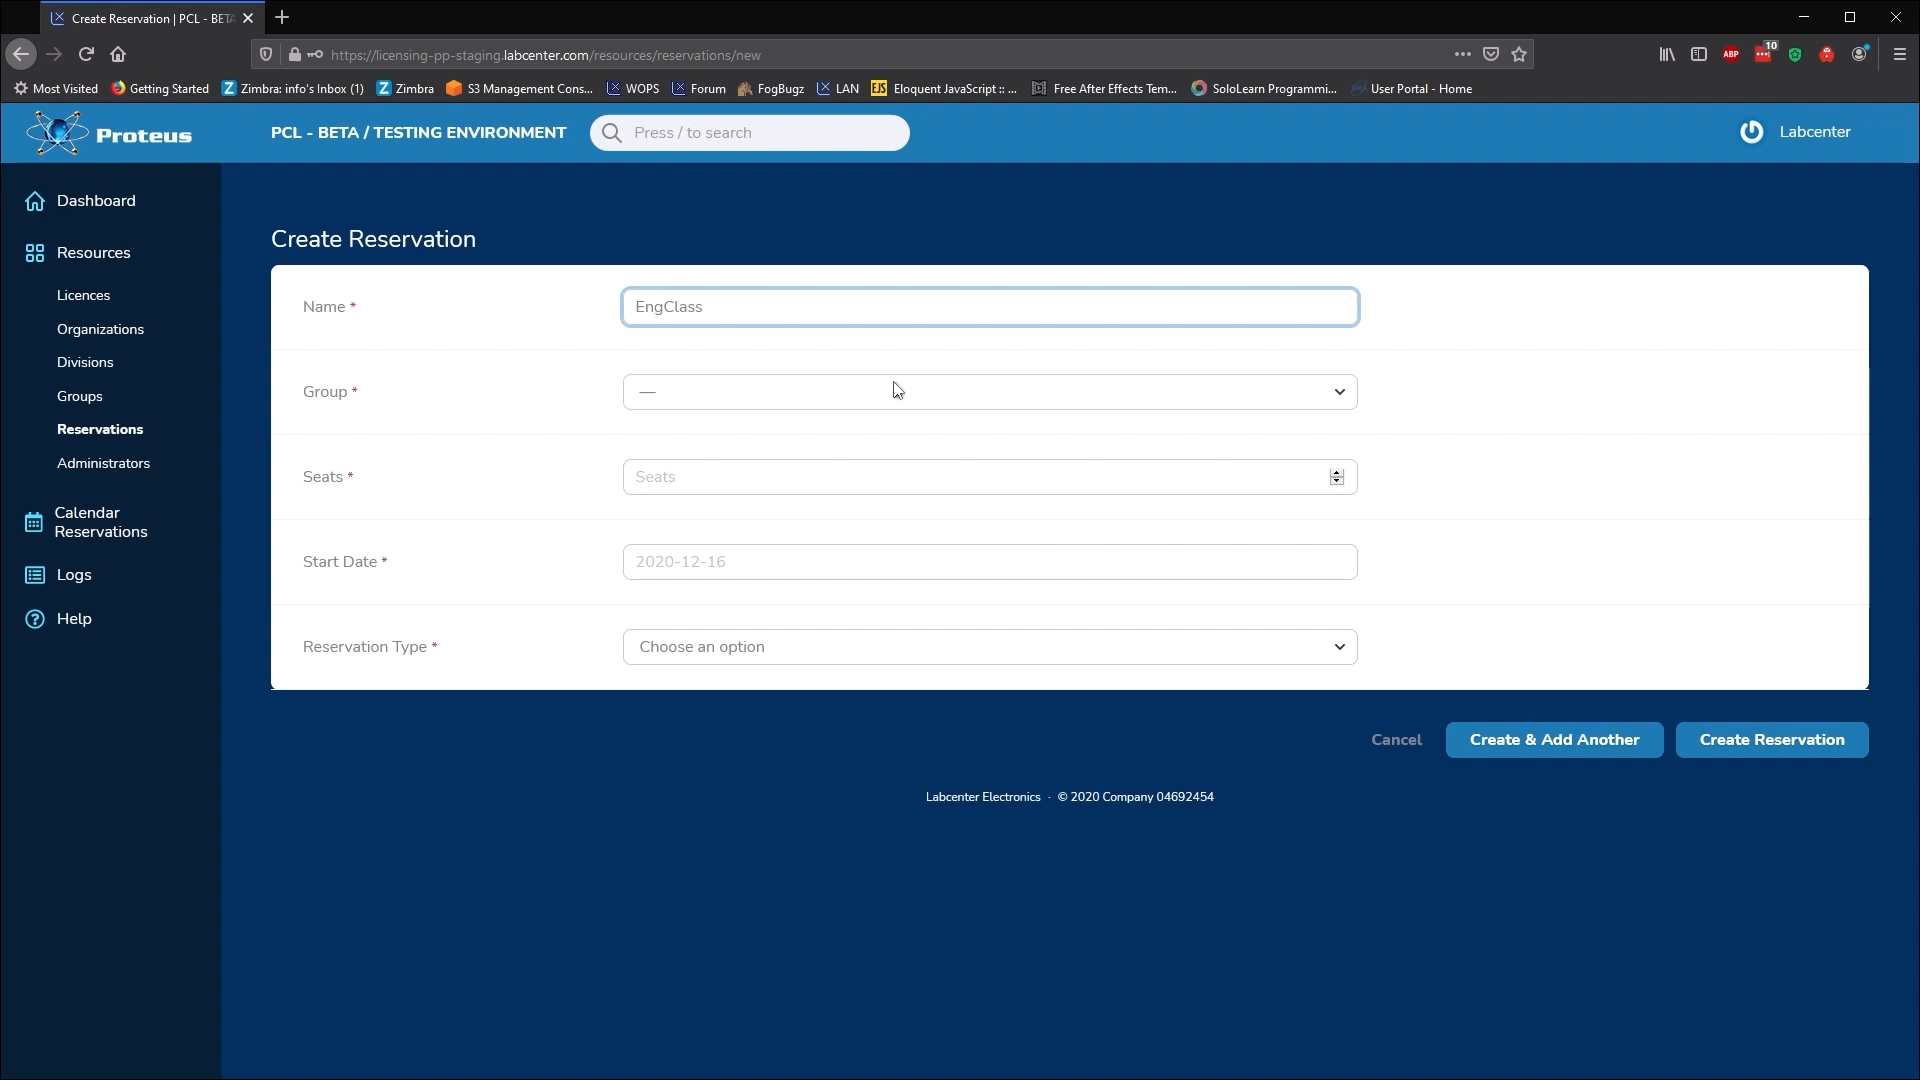 Create Reservation | PCL - BETA
https://licensing-pp-staging.labcenter.com/resources/reservations/new
ABP
10
Most Visited
Getting Started
Zimbra: info's Inbox (1)
Zimbra
S3 Management Cons...
WOPS
Forum
FogBugz
LAN
EJS
Eloquent JavaScript :: ...
Free After Effects Tem...
SoloLearn Programmi...
User Portal - Home
Proteus
PCL - BETA / TESTING ENVIRONMENT
Press / to search
Labcenter
Dashboard
Resources
Licences
Organizations
Divisions
Groups
Reservations
Administrators
Calendar
Reservations
Logs
Help
Create Reservation
Name *
EngClass
Group *
—
Seats *
Seats
Start Date *
2020-12-16
Reservation Type *
Choose an option
Cancel
Create & Add Another
Create Reservation
Labcenter Electronics · © 2020 Company 04692454